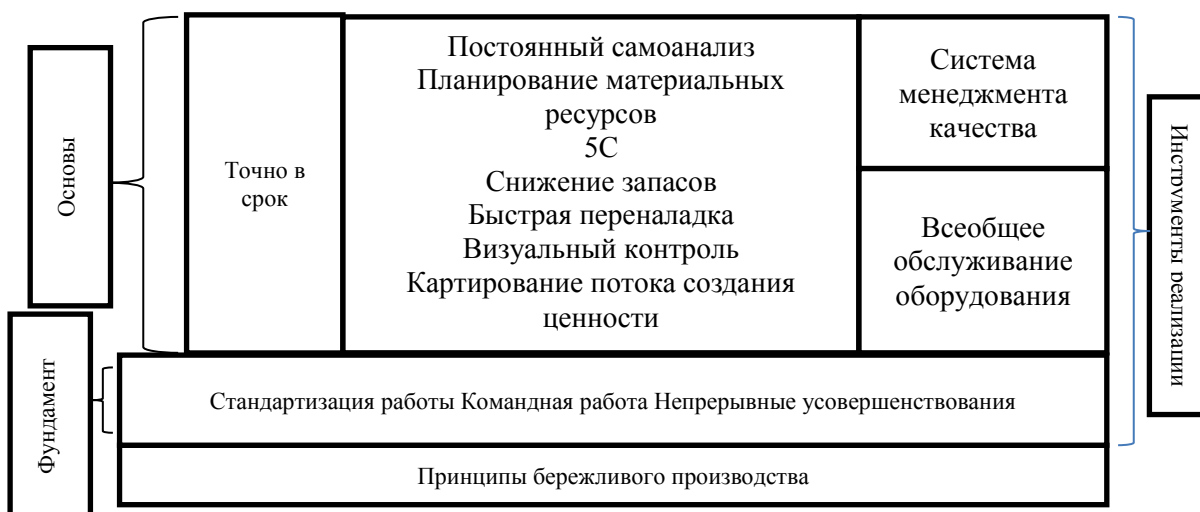 Основы
Фундамент
Точно в
срок
Постоянный самоанализ
Планирование материальных
ресурсов
5С
Снижение запасов
Быстрая переналадка
Визуальный контроль
Картирование потока создания
ценности
Система
менеджмента
качества
Всеобщее
обслуживание
оборудования
Инструменты реализации
Стандартизация работы Командная работа Непрерывные усовершенствования
Принципы бережливого производства